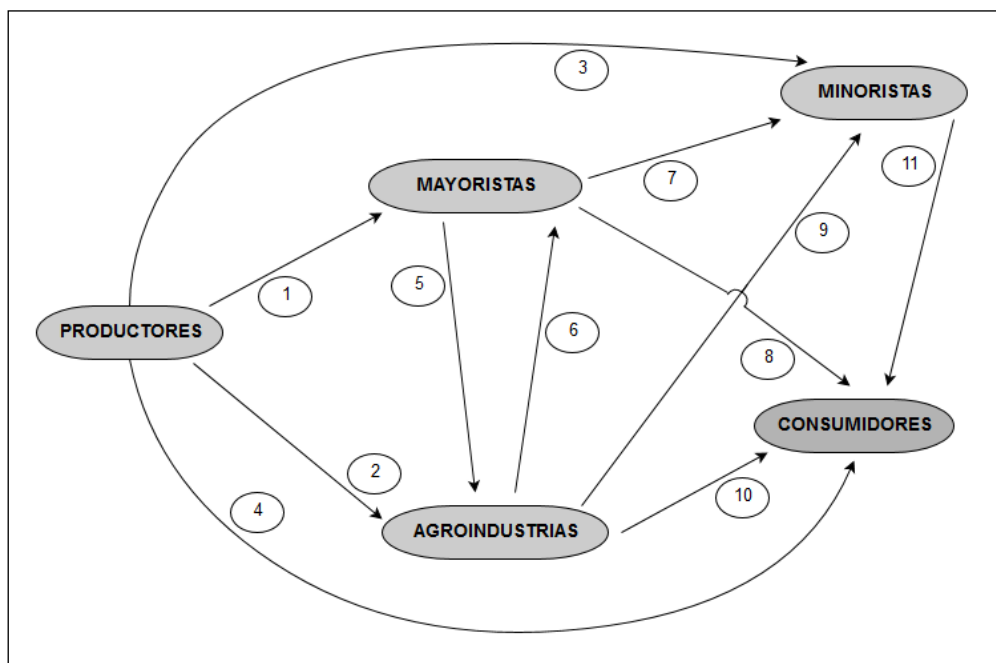 3
MINORISTAS
MAYORISTAS
7
11
9
5
1
6
PRODUCTORES
8
CONSUMIDORES
2
10
4
AGROINDUSTRIAS